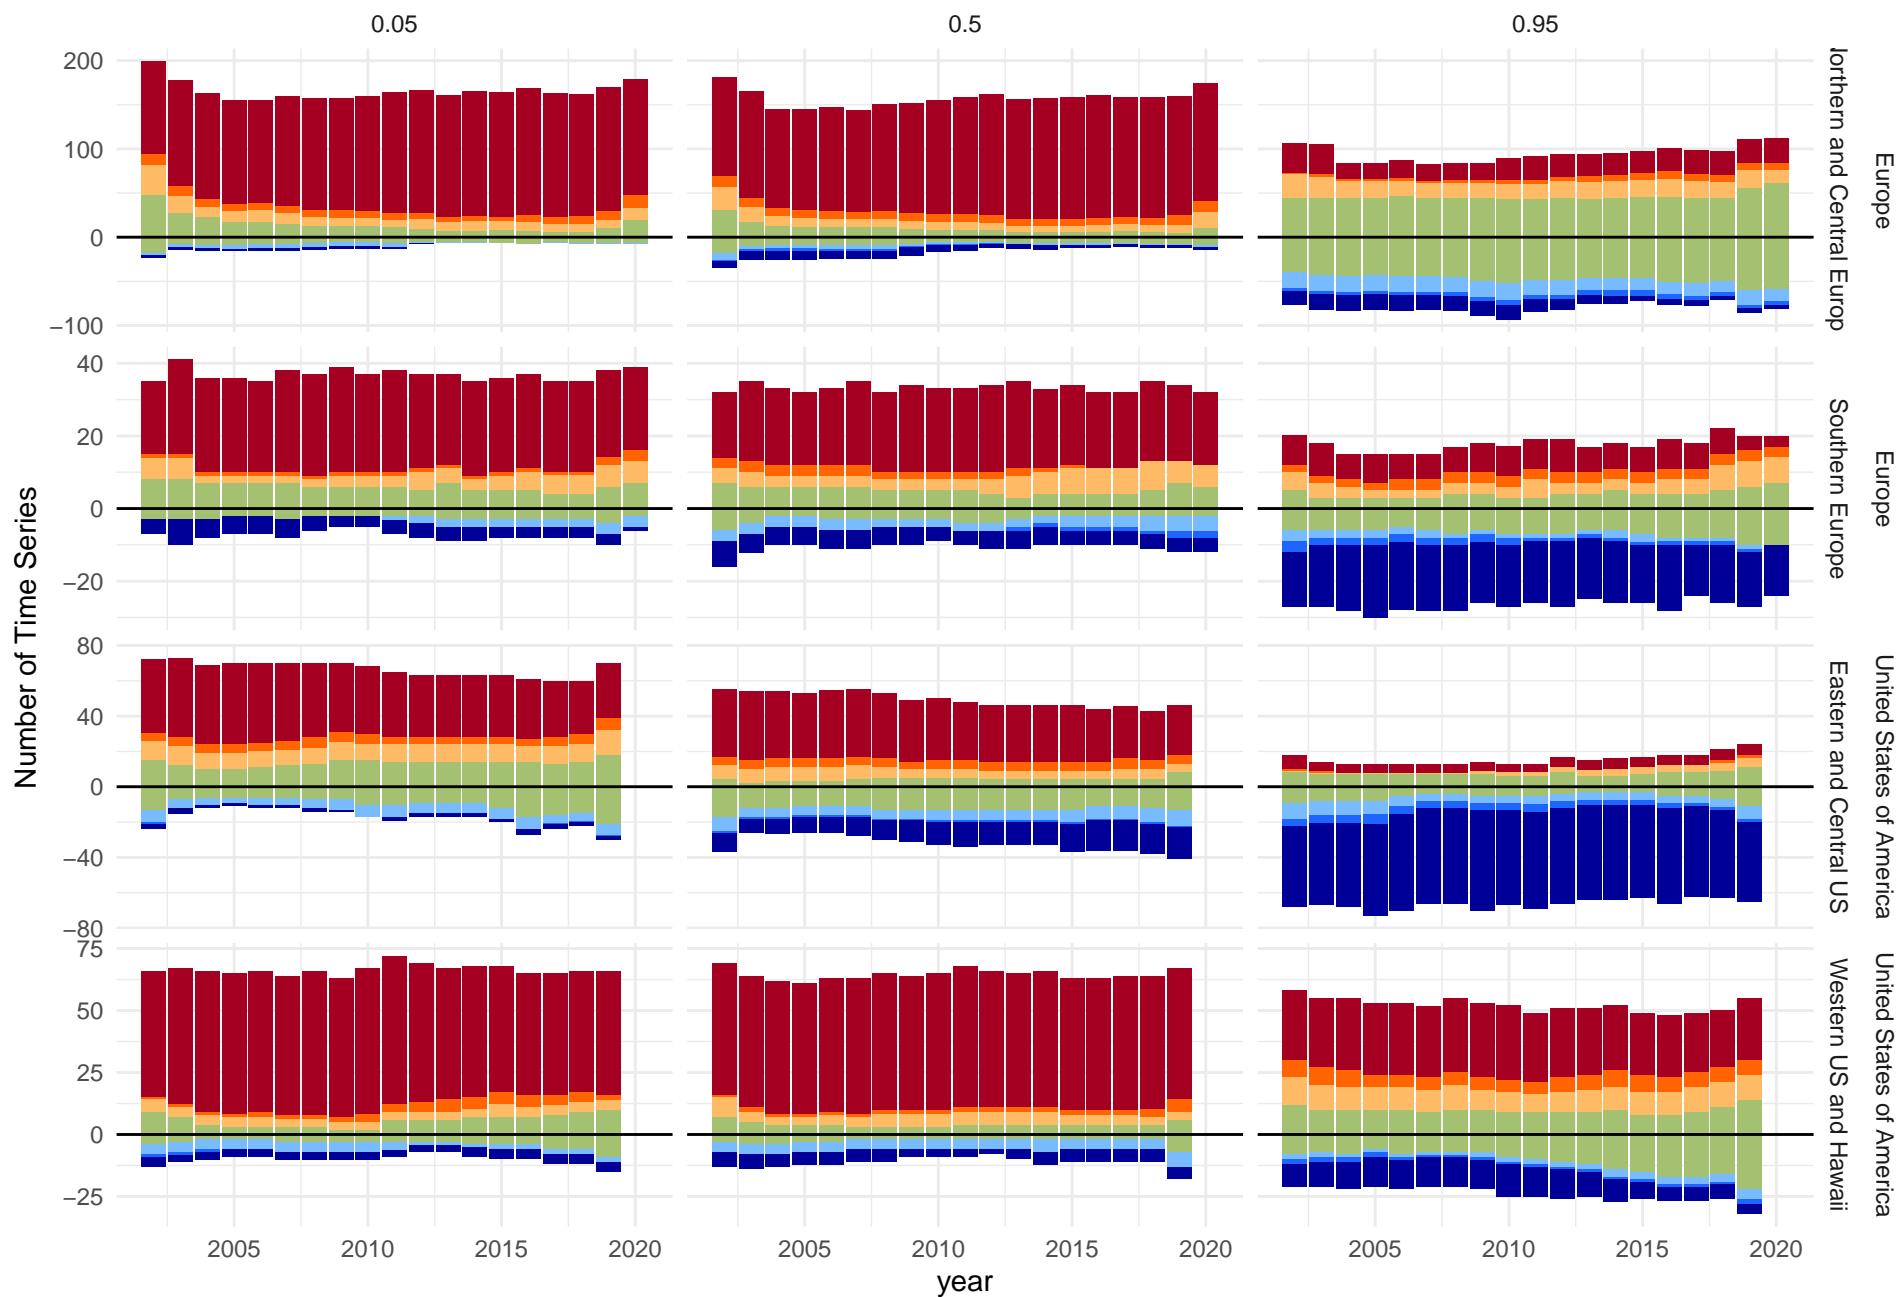 0.05 0.5 0.95
200
100
0
−100
orthern and Central Europ
Europe
40
20
0
−20
Southern Europe
Europe
80
40
0
−40
−80
Eastern and Central US
United States of America
75
50
25
0
−25
Western US and Hawaii
United States of America
Number of Time Series
2005 2010 2015 2020 2005 2010 2015 2020 2005 2010 2015 2020
year